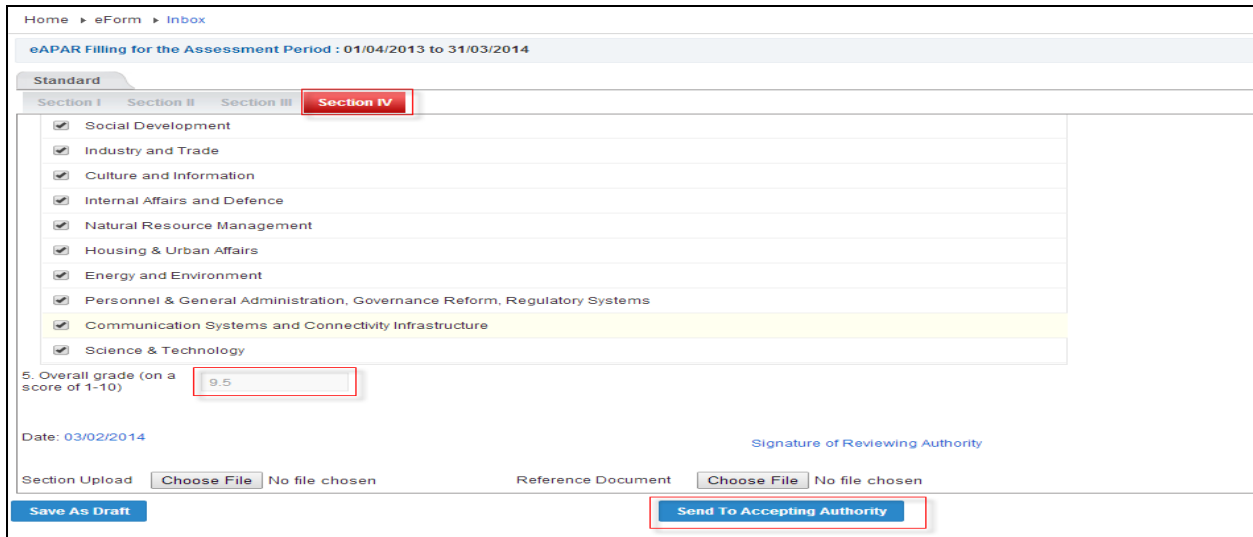 Home ▸ eForm ▸ Inbox
eAPAR Filling for the Assessment Period : 01/04/2013 to 31/03/2014
Standard
Section I Section II Section III Section IV
Social Development
Industry and Trade
Culture and Information
Internal Affairs and Defence
Natural Resource Management
Housing & Urban Affairs
Energy and Environment
Personnel & General Administration, Governance Reform, Regulatory Systems
Communication Systems and Connectivity Infrastructure
Science & Technology
5. Overall grade (on a
score of 1-10) 9.5
Date: 03/02/2014 Signature of Reviewing Authority
Section Upload Choose File No file chosen Reference Document Choose File No file chosen
Save As Draft Send To Accepting Authority